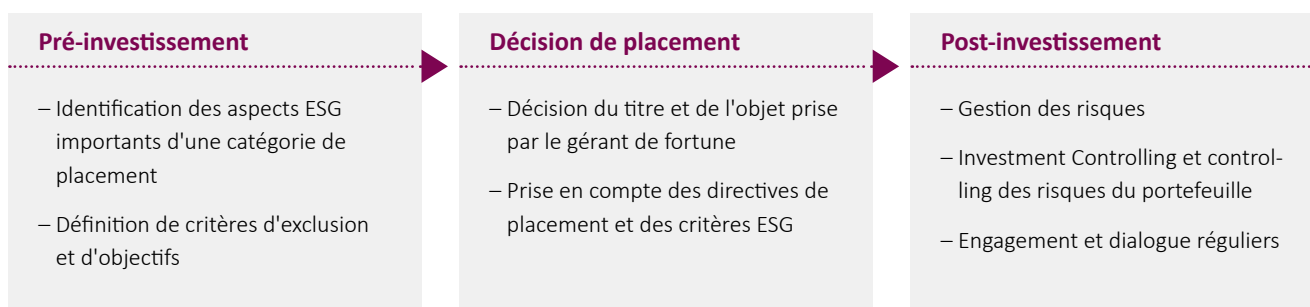 Pré-investissement
– Identification des aspects ESG
importants d'une catégorie de
placement
– Définition de critères d'exclusion
et d'objectifs
Décision de placement
– Décision du titre et de l'objet prise
par le gérant de fortune
– Prise en compte des directives de
placement et des critères ESG
Post-investissement
– Gestion des risques
– Investment Controlling et control-
ling des risques du portefeuille
– Engagement et dialogue réguliers